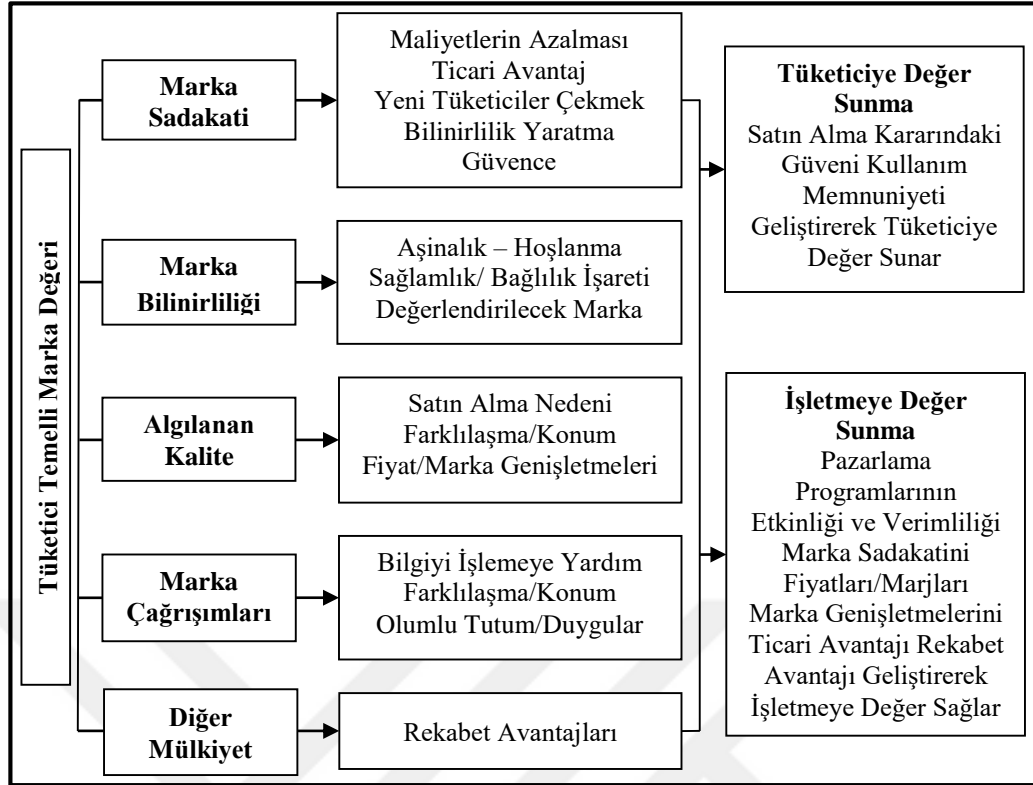 Tüketici Temelli Marka Değeri
Marka
Sadakati
Maliyetlerin Azalması
Ticari Avantaj
Yeni Tüketiciler Çekmek
Bilinirlilik Yaratma
Güvence
Marka
Bilinirliliği
Aşinalık – Hoşlanma
Sağlamlık/ Bağlılık İşareti
Değerlendirilecek Marka
Algılanan
Kalite
Satın Alma Nedeni
Farklılaşma/Konum
Fiyat/Marka Genişletmeleri
Marka
Çağrışımları
Bilgiyi İşlemeye Yardım
Farklılaşma/Konum
Olumlu Tutum/Duygular
Diğer
Mülkiyet
Rekabet Avantajları
Tüketiciye Değer
Sunma
Satın Alma Kararındaki
Güveni Kullanım
Memnuniyeti
Geliştirerek Tüketiciye
Değer Sunar
İşletmeye Değer
Sunma
Pazarlama
Programlarının
Etkinliği ve Verimliliği
Marka Sadakatini
Fiyatları/Marjları
Marka Genişletmelerini
Ticari Avantajı Rekabet
Avantajı Geliştirerek
İşletmeye Değer Sağlar